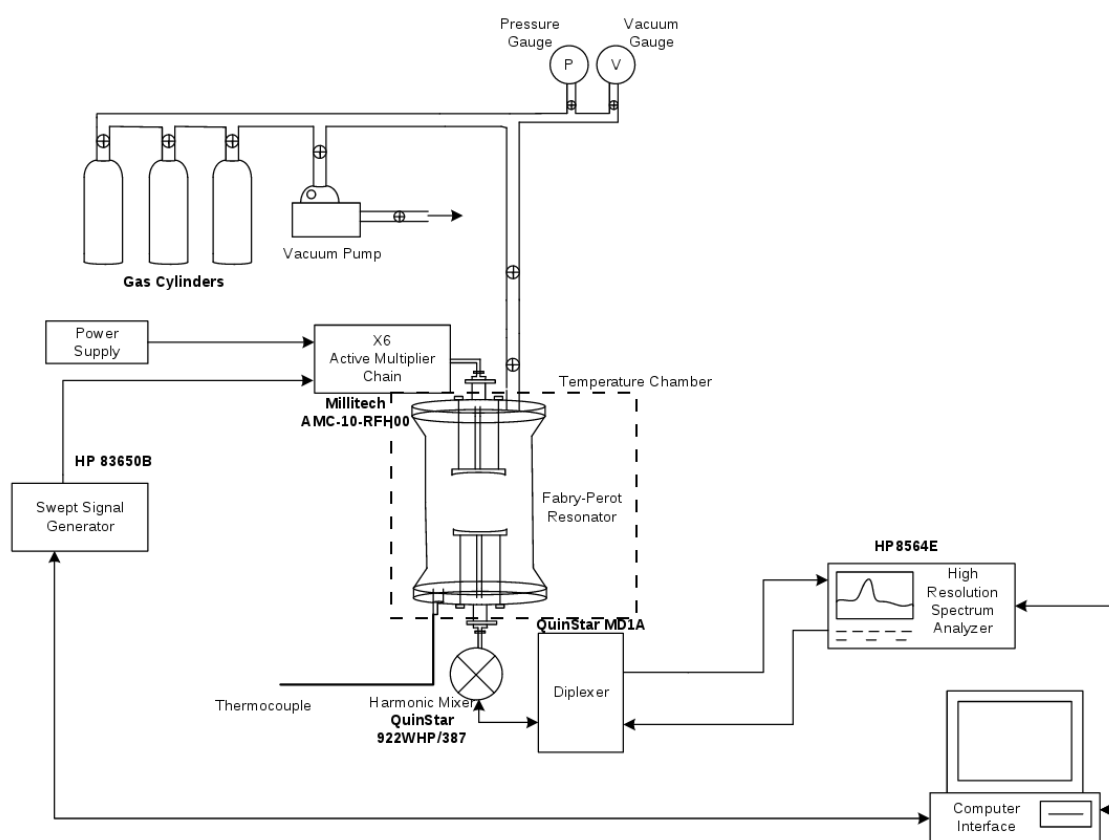 Pressure
Gauge
Vacuum
Gauge
P
V
Vacuum Pump
Gas Cylinders
Power
Supply
X6
Active Multiplier
Chain
Temperature Chamber
Millitech
AMC-10-RFH00
HP 83650B
Swept Signal
Generator
Fabry-Perot
Resonator
HP8564E
High
Resolution
Spectrum
Analyzer
QuinStar MD1A
Diplexer
Thermocouple
Harmonic Mixer
QuinStar
922WHP/387
Computer
Interface